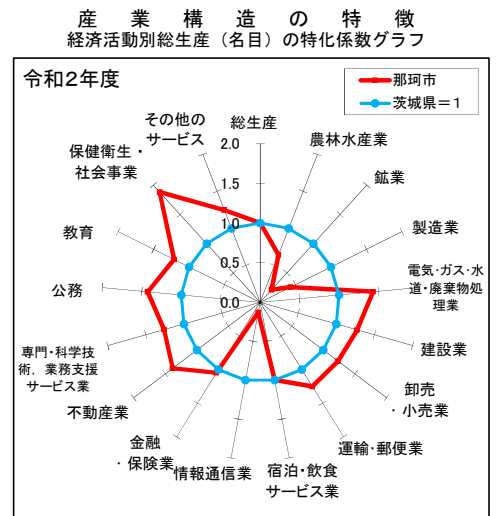 産業構造の特徴
経済活動別総生産（名目）の特化係数グラフ
令和2年度
那珂市
茨城県＝1
総生産
農林水産業
鉱業
製造業
電気・ガス・水
道・廃棄物処
理業
建設業
卸売
・小売業
運輸・郵便業
宿泊・飲食
サービス業
情報通信業
金融
・保険業
不動産業
専門・科学技
術，業務支援
サービス業
公務
教育
保健衛生・
社会事業
その他の
サービス
2.0
1.5
1.0
0.5
0.0